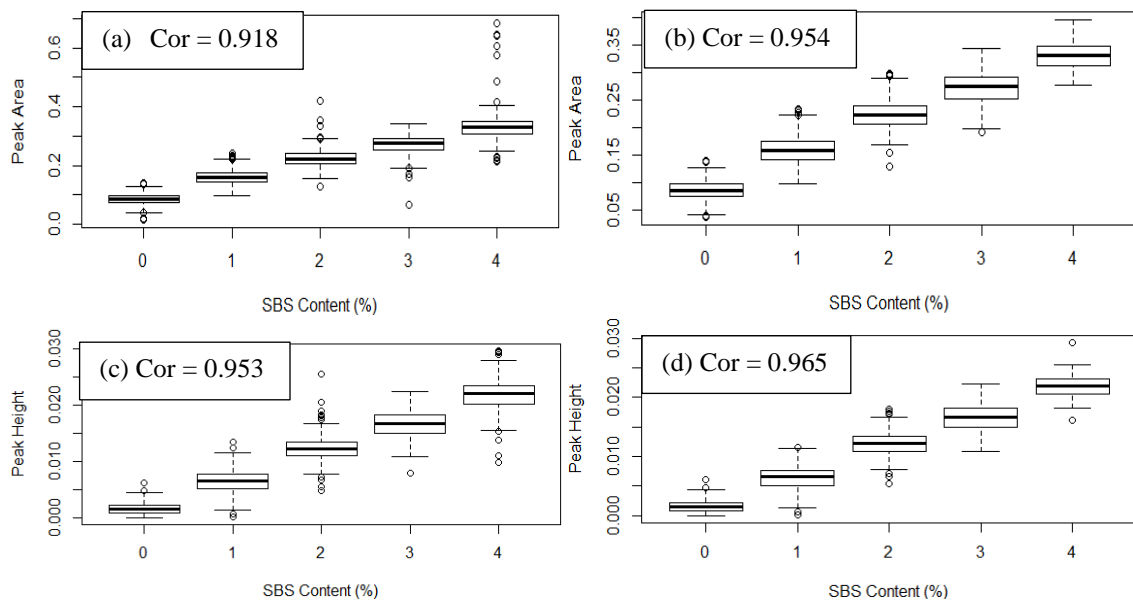 (a) Cor = 0.918
Peak Area
0.0 0.2 0.4 0.6
0 1 2 3 4
SBS Content (%)
(b) Cor = 0.954
Peak Area
0.05 0.15 0.25 0.35
0 1 2 3 4
SBS Content (%)
(c) Cor = 0.953
Peak Height
0.000 0.010 0.020 0.030
0 1 2 3 4
SBS Content (%)
(d) Cor = 0.965
Peak Height
0.000 0.010 0.020 0.030
0 1 2 3 4
SBS Content (%)